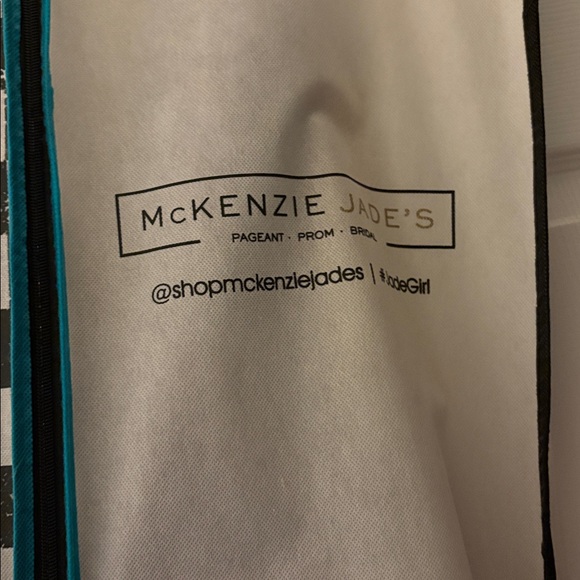 McKENZIE JADE'S
PAGEANT · PROM · BRIDAL
@shopmckenziejades | #JadeGirl